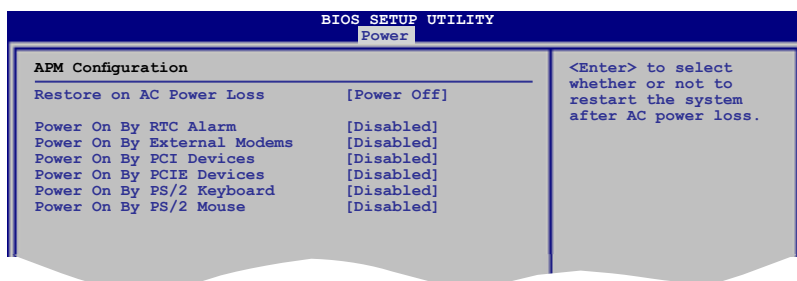 BIOS SETUP UTILITY
Power
APM Configuration
Restore on AC Power Loss [Power Off]
Power On By RTC Alarm [Disabled]
Power On By External Modems [Disabled]
Power On By PCI Devices [Disabled]
Power On By PCIE Devices [Disabled]
Power On By PS/2 Keyboard [Disabled]
Power On By PS/2 Mouse [Disabled]
<Enter> to select
whether or not to
restart the system
after AC power loss.